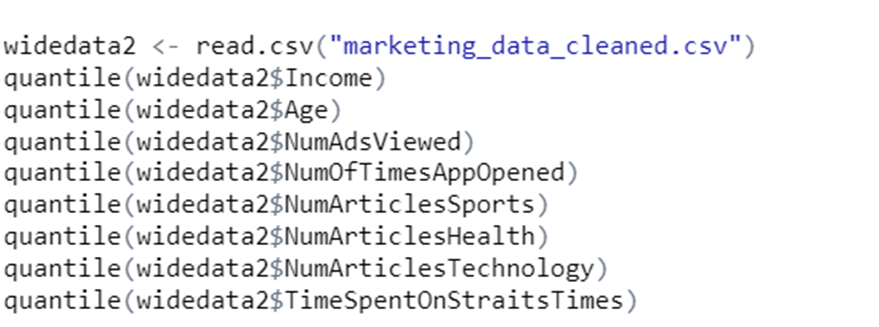 widedata2 <- read.csv("marketing_data_cleaned.csv")
quantile(widedata2$Income)
quantile(widedata2$Age)
quantile(widedata2$NumAdsViewed)
quantile(widedata2$NumOfTimesAppOpened)
quantile(widedata2$NumArticlesSports)
quantile(widedata2$NumArticlesHealth)
quantile(widedata2$NumArticlesTechnology)
quantile(widedata2$TimeSpentOnStraitsTimes)